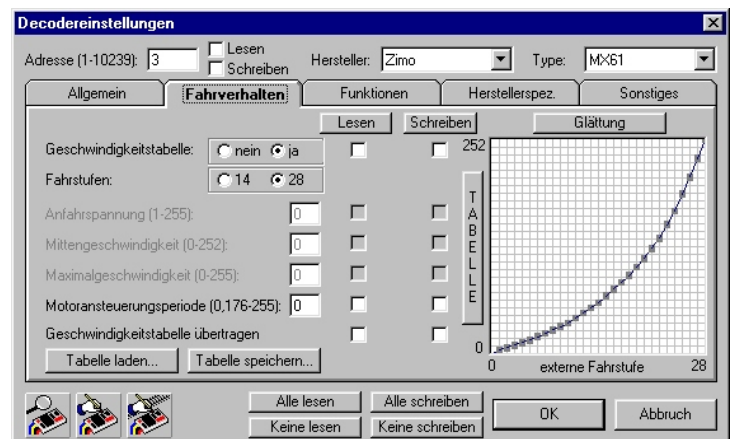 Decodereinstellungen
Adresse (1-10239): 3 Lesen Schreiben Hersteller: Zimo Type: MX61
Allgemein Fahrverhalten Funktionen Herstellerspez. Sonstiges
Lesen Schreiben Glättung
Geschwindigkeitstabelle: nein ja 252
Fahrstufen: 14 28
Anfahrspannung (1-255): 0
Mittengeschwindigkeit (0-252): 0
Maximalgeschwindigkeit (0-255): 0
Motoransteuerungsperiode (0,176-255): 0
TABELLE
Geschwindigkeitstabelle übertragen 0
Tabelle laden... Tabelle speichern... 0 externe Fahrstufe 28
Alle lesen Alle schreiben OK Abbruch
Keine lesen Keine schreiben